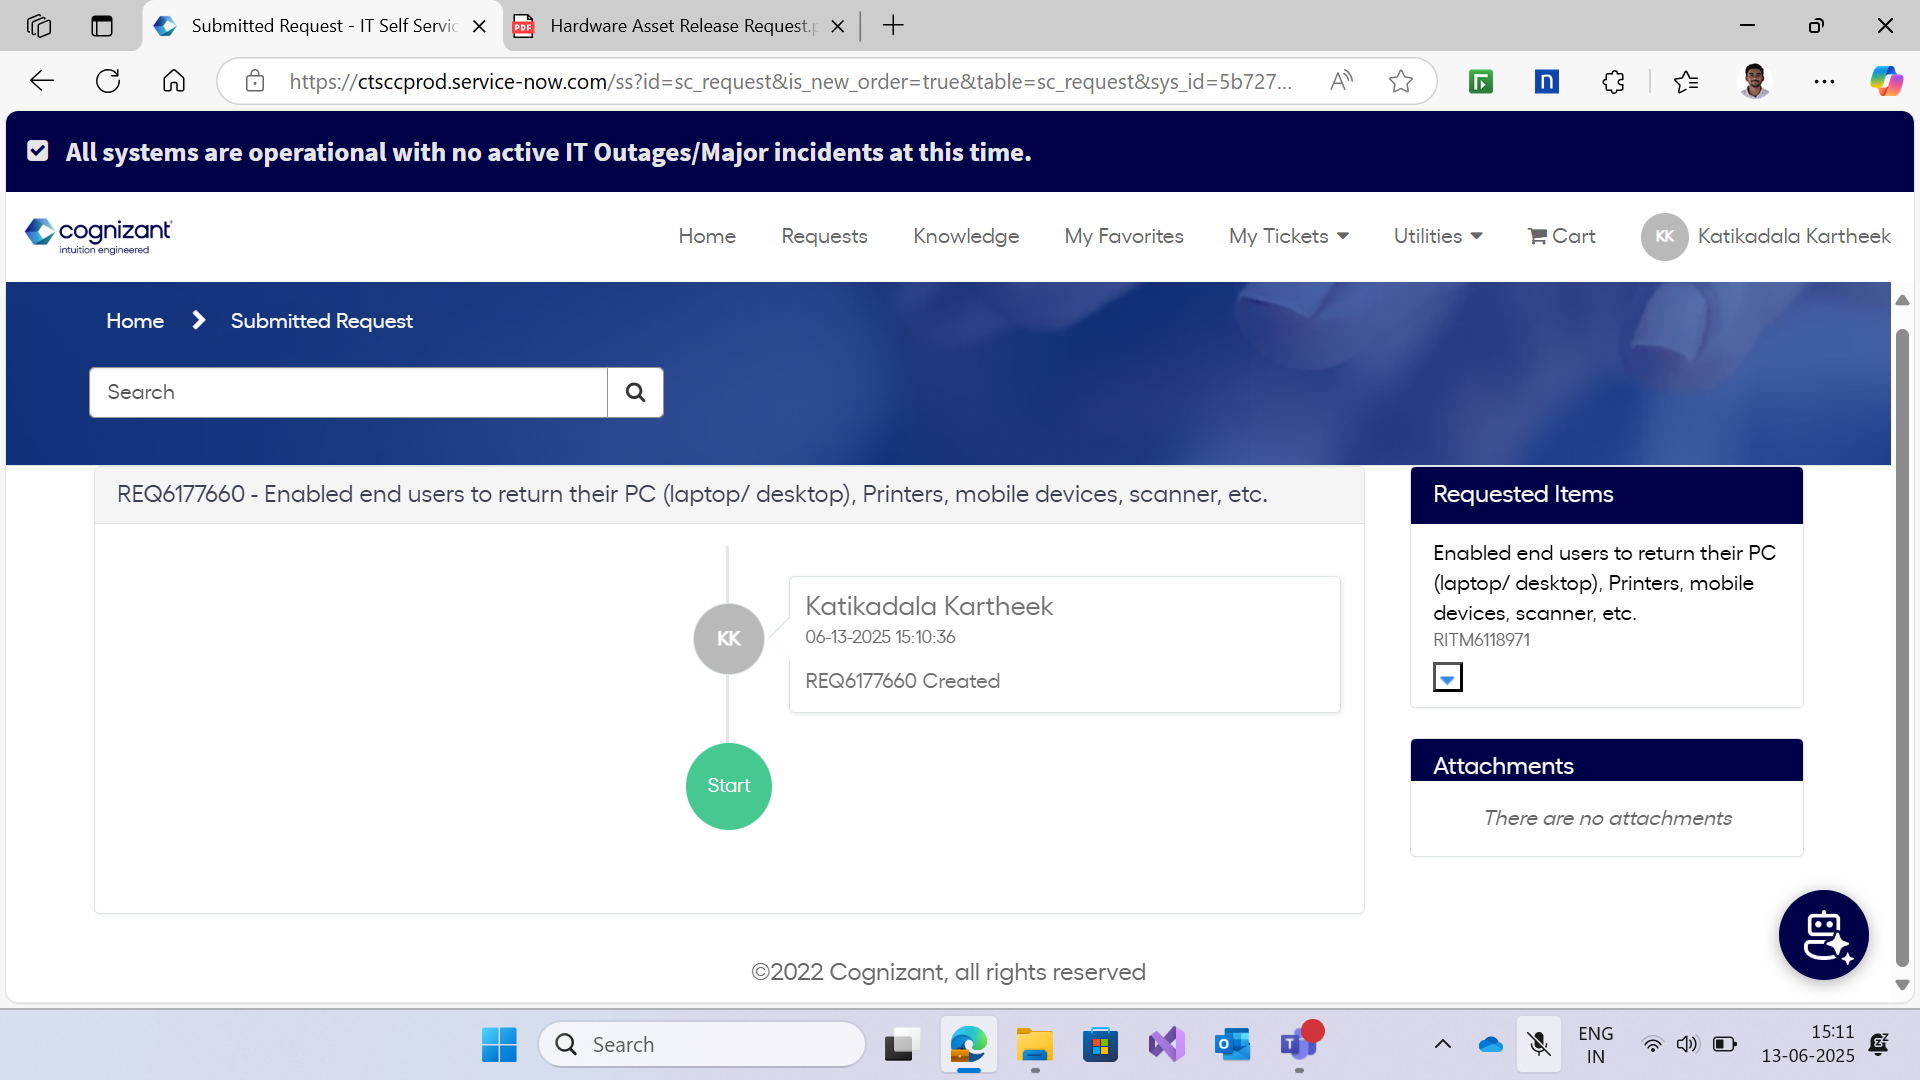 Submitted Request - IT Self Servic
Hardware Asset Release Request.p
https://ctsccprod.service-now.com/ss?id=sc_request&is_new_order=true&table=sc_request&sys_id=5b727...
All systems are operational with no active IT Outages/Major incidents at this time.
cognizant
intuition engineered
Home
Requests
Knowledge
My Favorites
My Tickets
Utilities
Cart
KK
Katikadala Kartheek
Home
Submitted Request
Search
REQ6177660 - Enabled end users to return their PC (laptop/ desktop), Printers, mobile devices, scanner, etc.
KK
Katikadala Kartheek
06-13-2025 15:10:36
REQ6177660 Created
Start
Requested Items
Enabled end users to return their PC
(laptop/ desktop), Printers, mobile
devices, scanner, etc.
RITM6118971
Attachments
There are no attachments
©2022 Cognizant, all rights reserved
Search
ENG
IN
15:11
13-06-2025